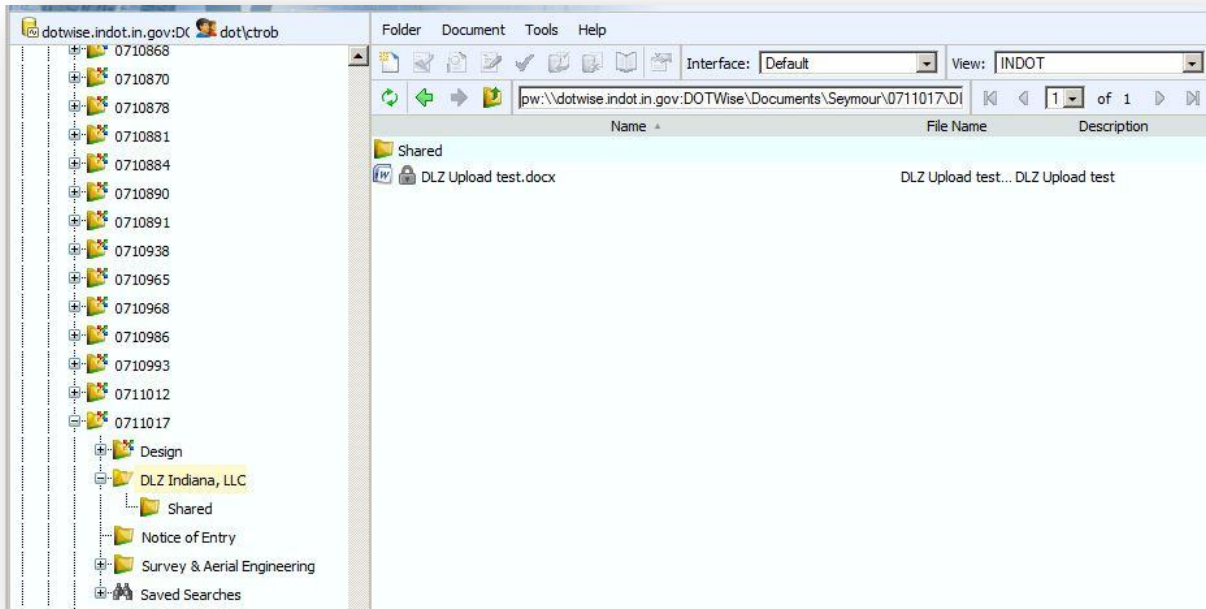 dotwise.indot.in.gov:DO dot\ctrob
0710868
0710870
0710878
0710881
0710884
0710890
0710891
0710938
0710965
0710968
0710986
0710993
0711012
0711017
Design
DLZ Indiana, LLC
Shared
Notice of Entry
Survey & Aerial Engineering
Saved Searches
Folder Document Tools Help
Interface: Default View: INDOT
pw:\\dotwise.indot.in.gov:DOTWise\Documents\Seymour\0711017\Dl 1 of 1
Name File Name Description
Shared
DLZ Upload test.docx DLZ Upload test... DLZ Upload test